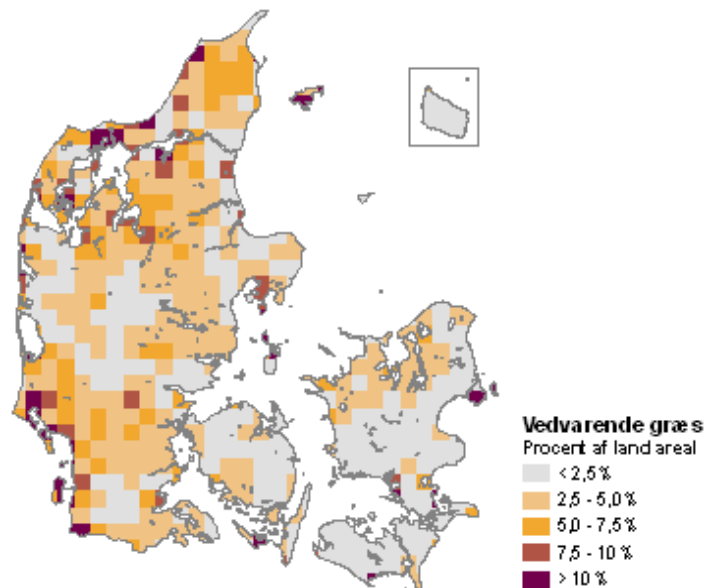 Vedvarende græs
Procent af land areal
< 2,5 %
2,5 - 5,0 %
5,0 - 7,5 %
7,5 - 10 %
> 10 %